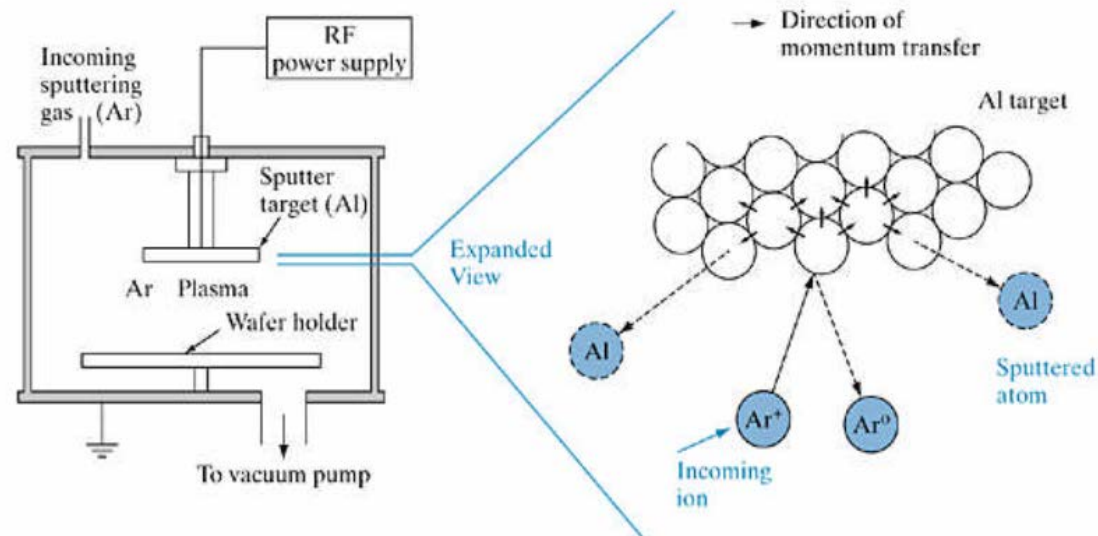 RF
power supply
Incoming
sputtering
gas (Ar)
Sputter
target (Al)
Ar Plasma
Wafer holder
To vacuum pump
Expanded
View
Direction of
momentum transfer
Al target
Al
Al
Sputtered
atom
Ar⁺
Ar⁰
Incoming
ion